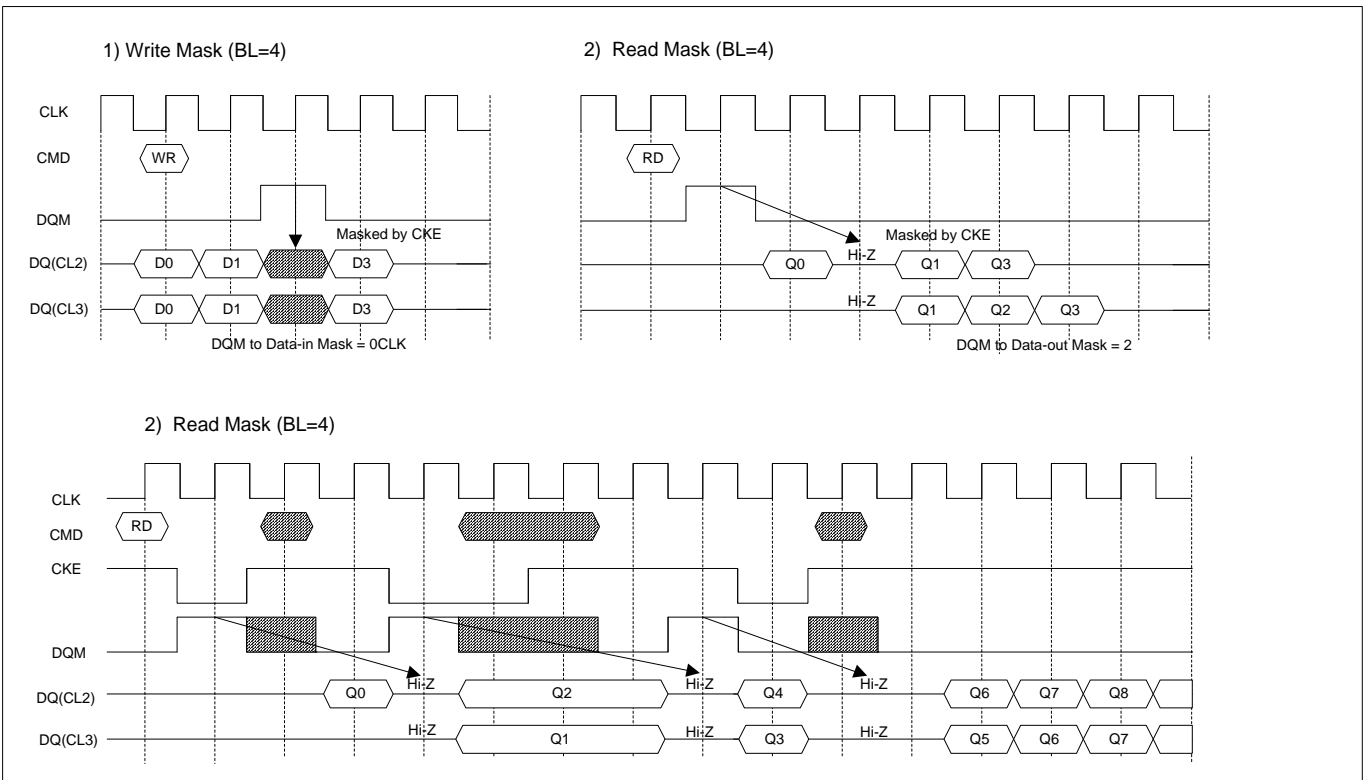 1) Write Mask (BL=4)
CLK
CMD
WR
DQM
Masked by CKE
DQ(CL2)
D0 D1 D3
DQ(CL3)
D0 D1 D3
DQM to Data-in Mask = 0CLK
2) Read Mask (BL=4)
RD
Masked by CKE
Q0 Hi-Z Q1 Q3
Hi-Z Q1 Q2 Q3
DQM to Data-out Mask = 2
2) Read Mask (BL=4)
CLK
CMD
RD
CKE
DQM
DQ(CL2)
Q0 Hi-Z Q2 Hi-Z Q4 Hi-Z Q6 Q7 Q8
DQ(CL3)
Hi-Z Q1 Hi-Z Q3 Hi-Z Q5 Q6 Q7